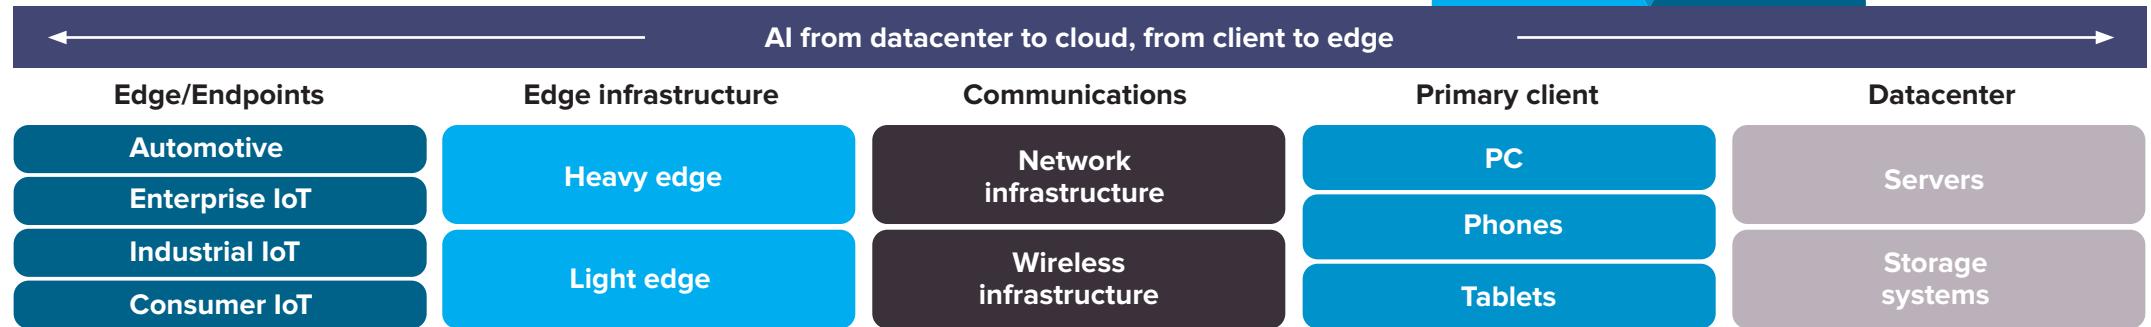 AI from datacenter to cloud, from client to edge
Edge/Endpoints
Automotive
Enterprise IoT
Industrial IoT
Consumer IoT
Edge infrastructure
Heavy edge
Light edge
Communications
Network
infrastructure
Wireless
infrastructure
Primary client
PC
Phones
Tablets
Datacenter
Servers
Storage
systems